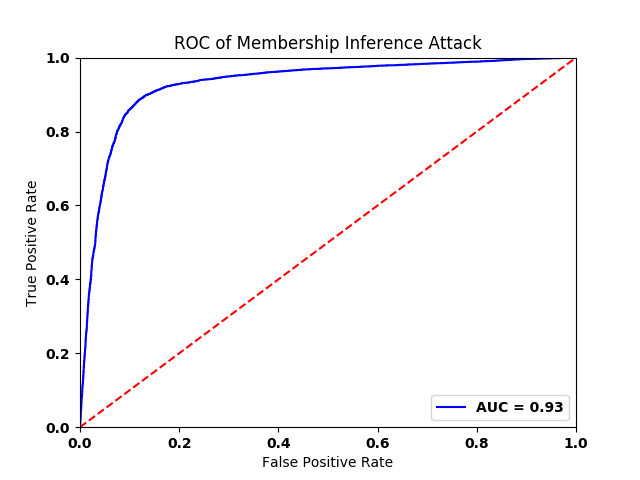 ROC of Membership Inference Attack
1.0
0.8
0.6
0.4
0.2
0.0
True Positive Rate
AUC = 0.93
0.0 0.2 0.4 0.6 0.8 1.0
False Positive Rate